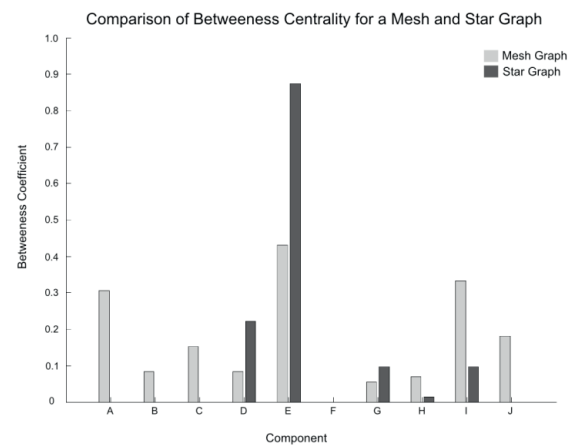 Comparison of Betweeness Centrality for a Mesh and Star Graph
Mesh Graph
Star Graph
Betweeness Coefficient
1.0
0.9
0.8
0.7
0.6
0.5
0.4
0.3
0.2
0.1
0
A B C D E F G H I J
Component